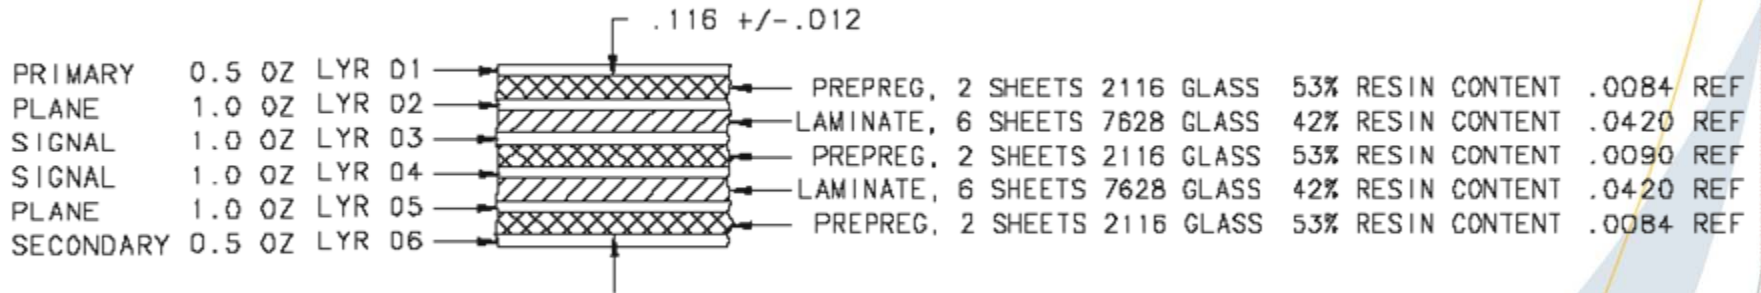 .116 +/-.012
PRIMARY 0.5 OZ LYR 01
PREPREG, 2 SHEETS 2116 GLASS 53% RESIN CONTENT .0084 REF
PLANE 1.0 OZ LYR 02
LAMINATE, 6 SHEETS 7628 GLASS 42% RESIN CONTENT .0420 REF
SIGNAL 1.0 OZ LYR 03
PREPREG, 2 SHEETS 2116 GLASS 53% RESIN CONTENT .0090 REF
SIGNAL 1.0 OZ LYR 04
LAMINATE, 6 SHEETS 7628 GLASS 42% RESIN CONTENT .0420 REF
PLANE 1.0 OZ LYR 05
PREPREG, 2 SHEETS 2116 GLASS 53% RESIN CONTENT .0084 REF
SECONDARY 0.5 OZ LYR 06